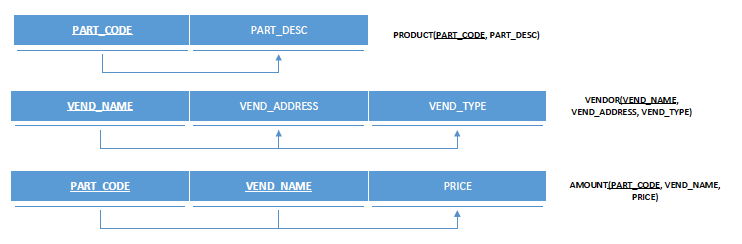 PART_CODE PART_DESC
PRODUCT(PART_CODE, PART_DESC)
VEND_NAME VEND_ADDRESS VEND_TYPE
VENDOR(VEND_NAME,
VEND_ADDRESS, VEND_TYPE)
PART_CODE VEND_NAME PRICE
AMOUNT(PART_CODE, VEND_NAME,
PRICE)